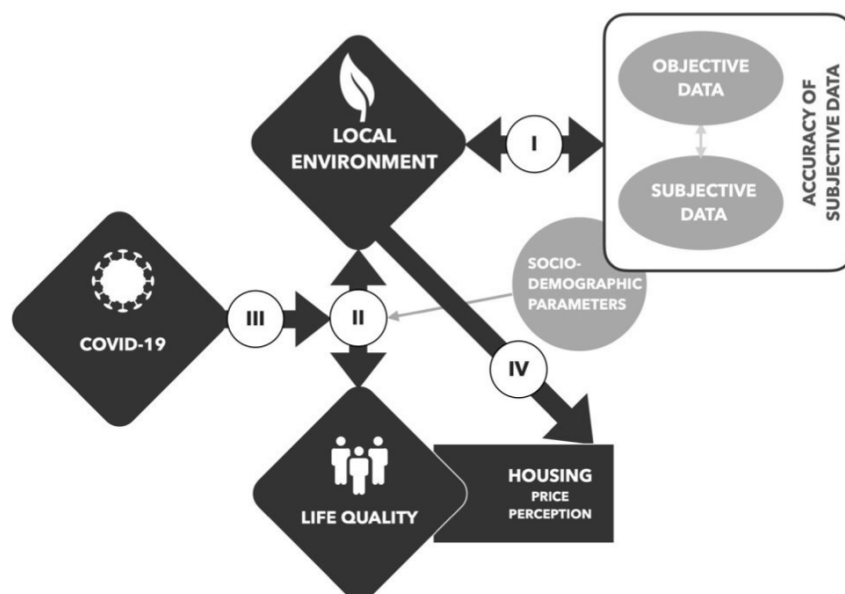 OBJECTIVE
DATA
SUBJECTIVE
DATA
ACCURACY OF
SUBJECTIVE DATA
LOCAL
ENVIRONMENT
I
SOCIO-
DEMOGRAPHIC
PARAMETERS
COVID-19
III
II
IV
LIFE QUALITY
HOUSING
PRICE
PERCEPTION